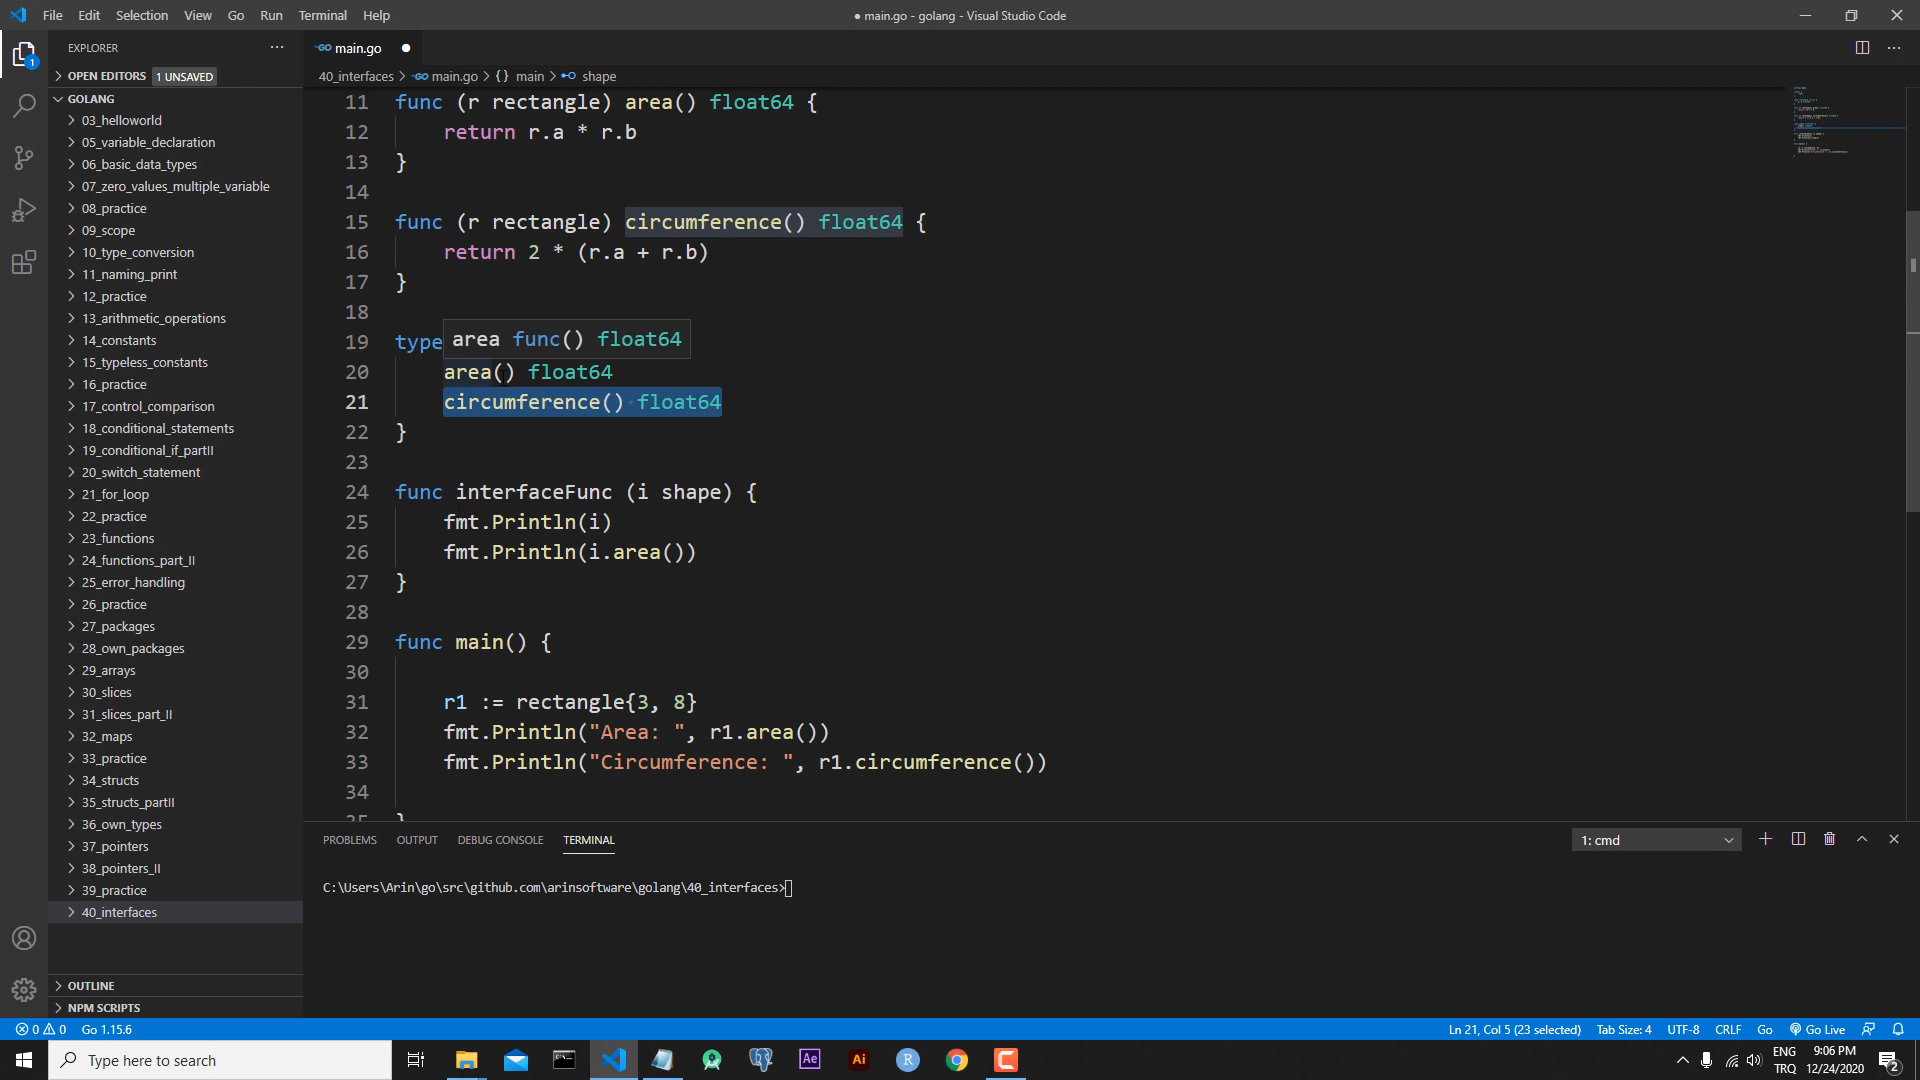 File Edit Selection View Go Run Terminal Help
● main.go - golang - Visual Studio Code
EXPLORER
OPEN EDITORS 1 UNSAVED
GOLANG
03_helloworld
05_variable_declaration
06_basic_data_types
07_zero_values_multiple_variable
08_practice
09_scope
10_type_conversion
11_naming_print
12_practice
13_arithmetic_operations
14_constants
15_typeless_constants
16_practice
17_control_comparison
18_conditional_statements
19_conditional_if_partII
20_switch_statement
21_for_loop
22_practice
23_functions
24_functions_part_II
25_error_handling
26_practice
27_packages
28_own_packages
29_arrays
30_slices
31_slices_part_II
32_maps
33_practice
34_structs
35_structs_partII
36_own_types
37_pointers
38_pointers_II
39_practice
40_interfaces
OUTLINE
NPM SCRIPTS
main.go
40_interfaces > main.go > {} main > shape
11 func (r rectangle) area() float64 {
12 return r.a * r.b
13 }
14
15 func (r rectangle) circumference() float64 {
16 return 2 * (r.a + r.b)
17 }
18
19 type
area func() float64
20 area() float64
21 circumference() float64
22 }
23
24 func interfaceFunc (i shape) {
25 fmt.Println(i)
26 fmt.Println(i.area())
27 }
28
29 func main() {
30
31 r1 := rectangle{3, 8}
32 fmt.Println("Area: ", r1.area())
33 fmt.Println("Circumference: ", r1.circumference())
34
PROBLEMS OUTPUT DEBUG CONSOLE TERMINAL
1: cmd
C:\Users\Arin\go\src\github.com\arinsoftware\golang\40_interfaces>
0 0 Go 1.15.6
Ln 21, Col 5 (23 selected) Tab Size: 4 UTF-8 CRLF Go Go Live
Type here to search
Ae Ai R
ENG
TRQ
9:06 PM
12/24/2020
2